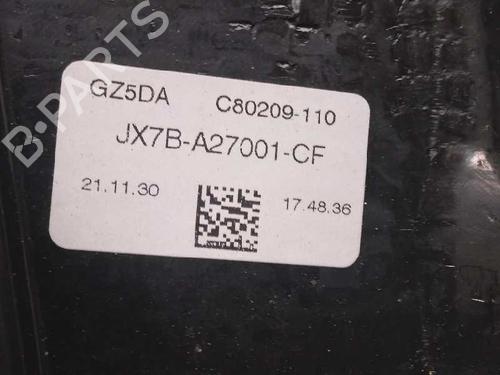 B-PARTS
GZ5DA C80209-110
JX7B-A27001-CF
21.11.30 17.48.36